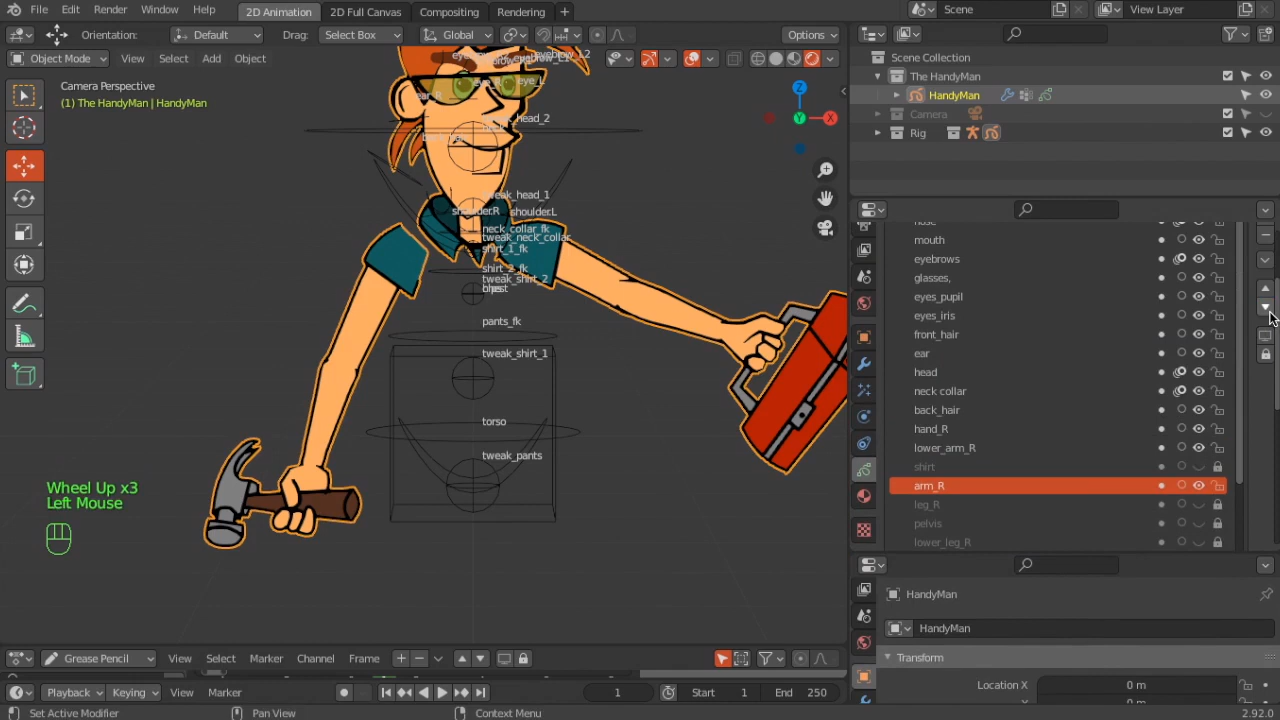 File Edit Render Window Help 2D Animation 2D Full Canvas Compositing Rendering + Scene View Layer
Orientation: Default Drag: Select Box Global Options
Object Mode View Select Add Object
Scene Collection
The HandyMan
HandyMan
Camera
Rig
Camera Perspective
(1) The HandyMan | HandyMan
eyebrow_L2
eye_R
eye_L
ear_R
tweak_head_2
neck
tweak_head_1
shoulder.R
shoulder.L
neck_collar_fk
tweak_neck_collar
shirt_1_fk
shirt_2_fk
tweak_shirt_2
pants_fk
tweak_shirt_1
torso
tweak_pants
Wheel Up x3
Left Mouse
mouth
eyebrows
glasses,
eyes_pupil
eyes_iris
front_hair
ear
head
neck collar
back_hair
hand_R
lower_arm_R
shirt
arm_R
leg_R
pelvis
lower_leg_R
HandyMan
HandyMan
Transform
Location X 0 m
Grease Pencil View Select Marker Channel Frame
Playback Keying View Marker 1 Start 1 End 250
Set Active Modifier Pan View Context Menu 2.92.0